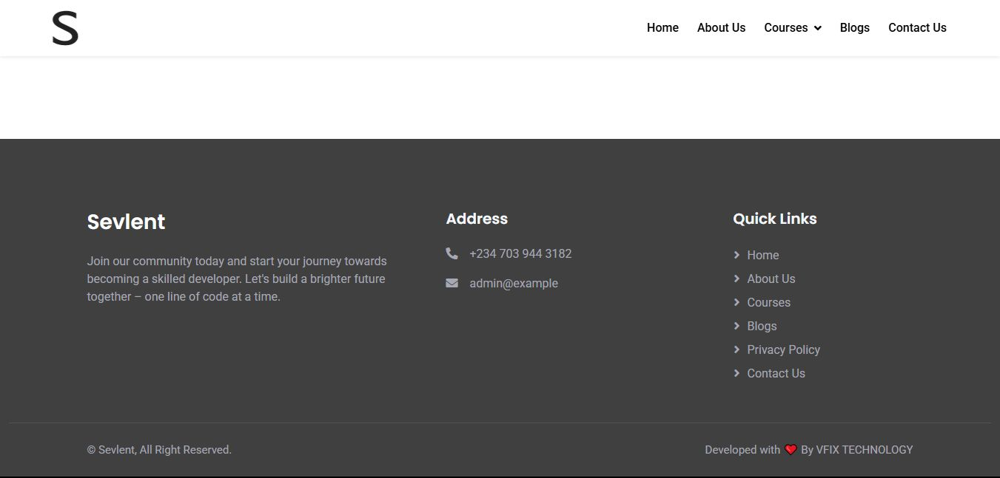 S
Home About Us Courses Blogs Contact Us
Sevlent
Join our community today and start your journey towards
becoming a skilled developer. Let's build a brighter future
together – one line of code at a time.
Address
+234 703 944 3182
admin@example
Quick Links
Home
About Us
Courses
Blogs
Privacy Policy
Contact Us
© Sevlent, All Right Reserved.
Developed with ❤️ By VFIX TECHNOLOGY